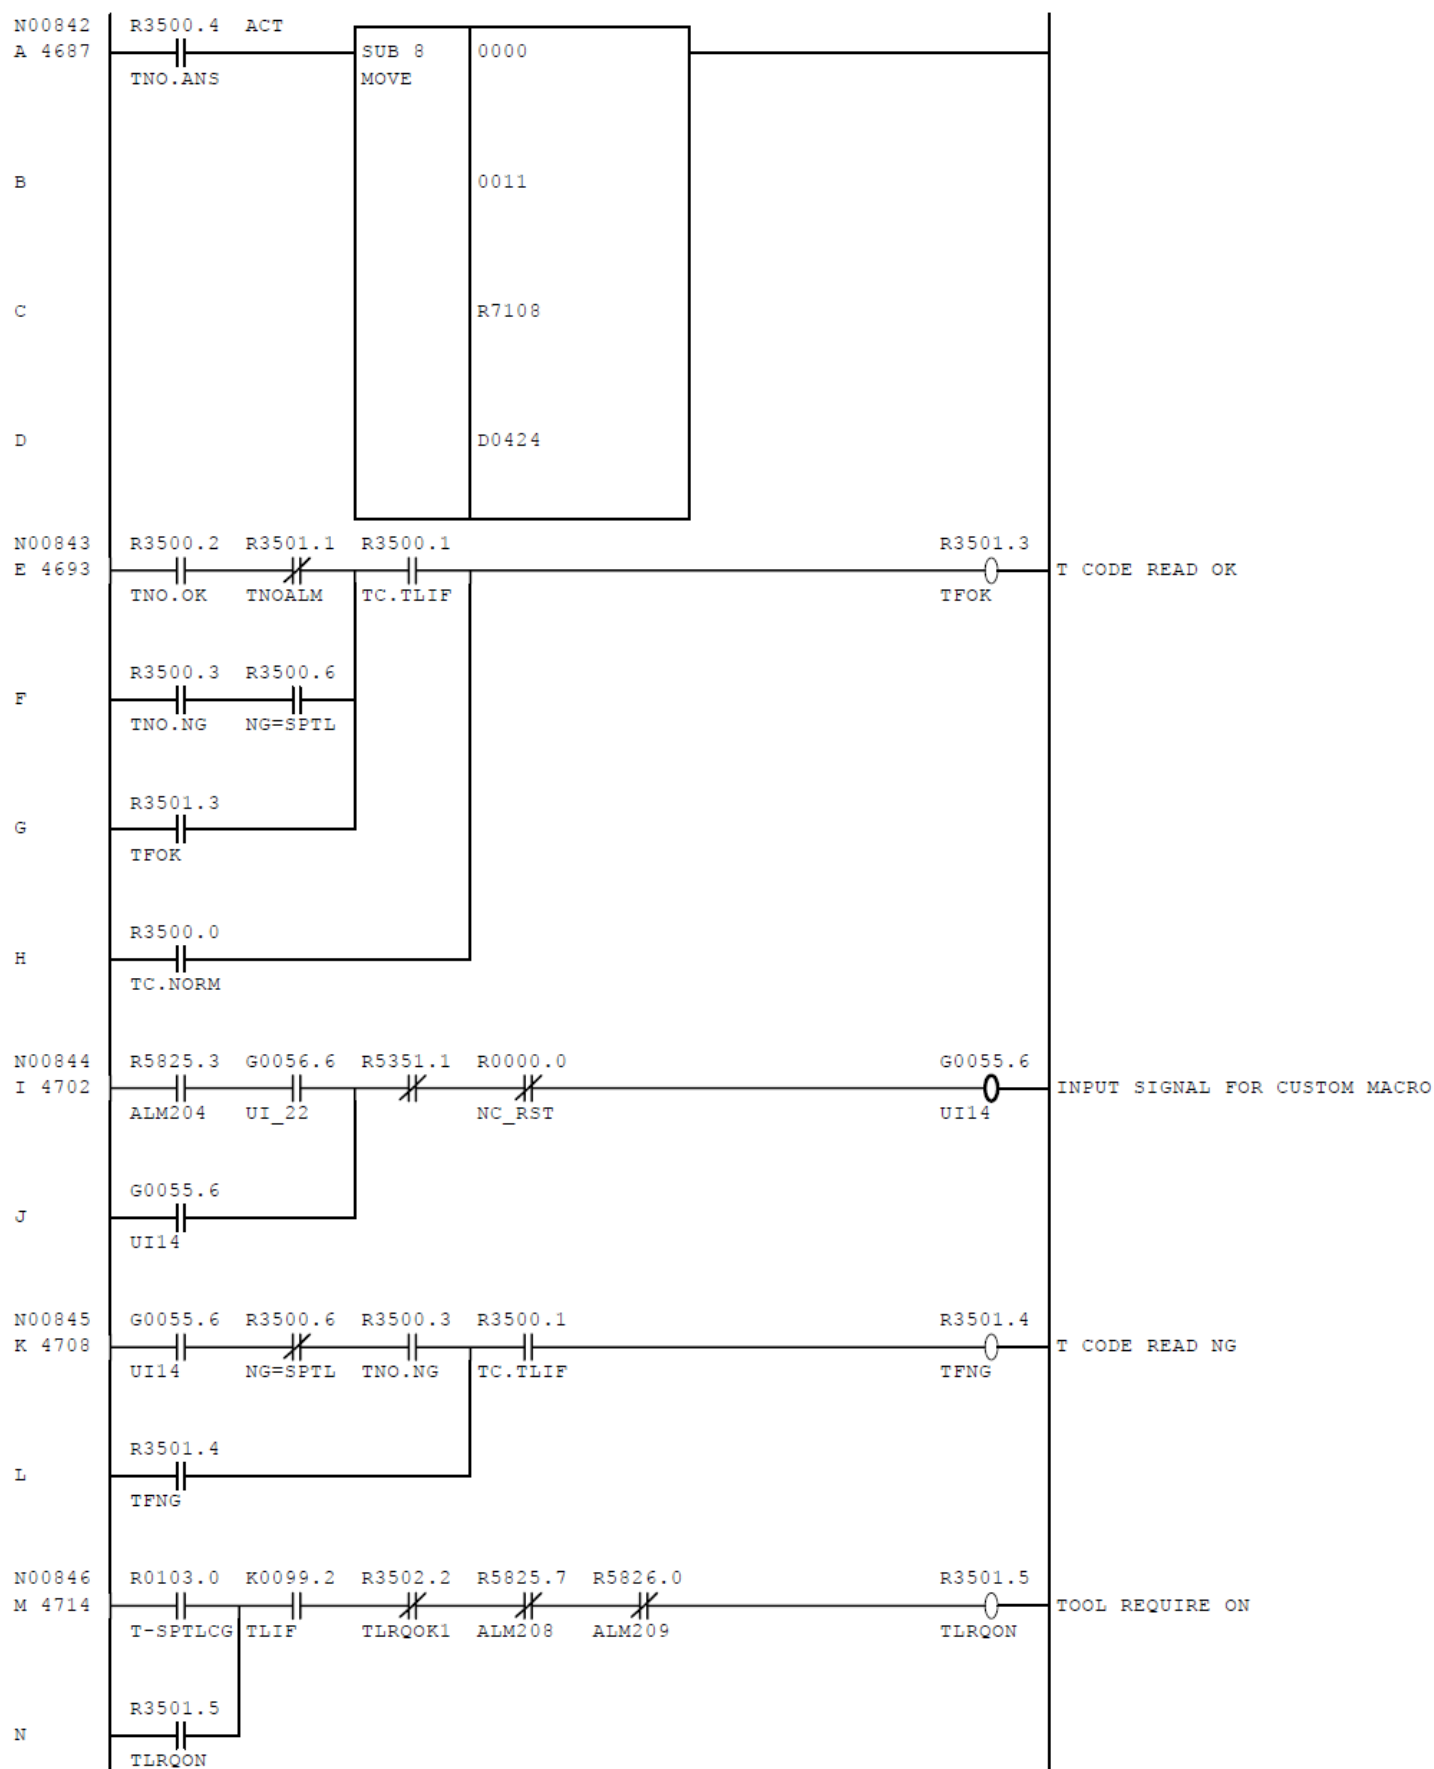 N00842 R3500.4 ACT
A 4687 SUB 8 0000
TNO.ANS MOVE
B 0011
C R7108
D D0424
N00843 R3500.2 R3501.1 R3500.1 R3501.3
E 4693 T CODE READ OK
TNO.OK TNOALM TC.TLIF TFOK
R3500.3 R3500.6
F
TNO.NG NG=SPTL
R3501.3
G
TFOK
R3500.0
H
TC.NORM
N00844 R5825.3 G0056.6 R5351.1 R0000.0 G0055.6
I 4702 INPUT SIGNAL FOR CUSTOM MACRO
ALM204 UI_22 NC_RST UI14
G0055.6
J
UI14
N00845 G0055.6 R3500.6 R3500.3 R3500.1 R3501.4
K 4708 T CODE READ NG
UI14 NG=SPTL TNO.NG TC.TLIF TFNG
R3501.4
L
TFNG
N00846 R0103.0 K0099.2 R3502.2 R5825.7 R5826.0 R3501.5
M 4714 TOOL REQUIRE ON
T-SPTLCG TLIF TLRQOK1 ALM208 ALM209 TLRQON
R3501.5
N
TLRQON